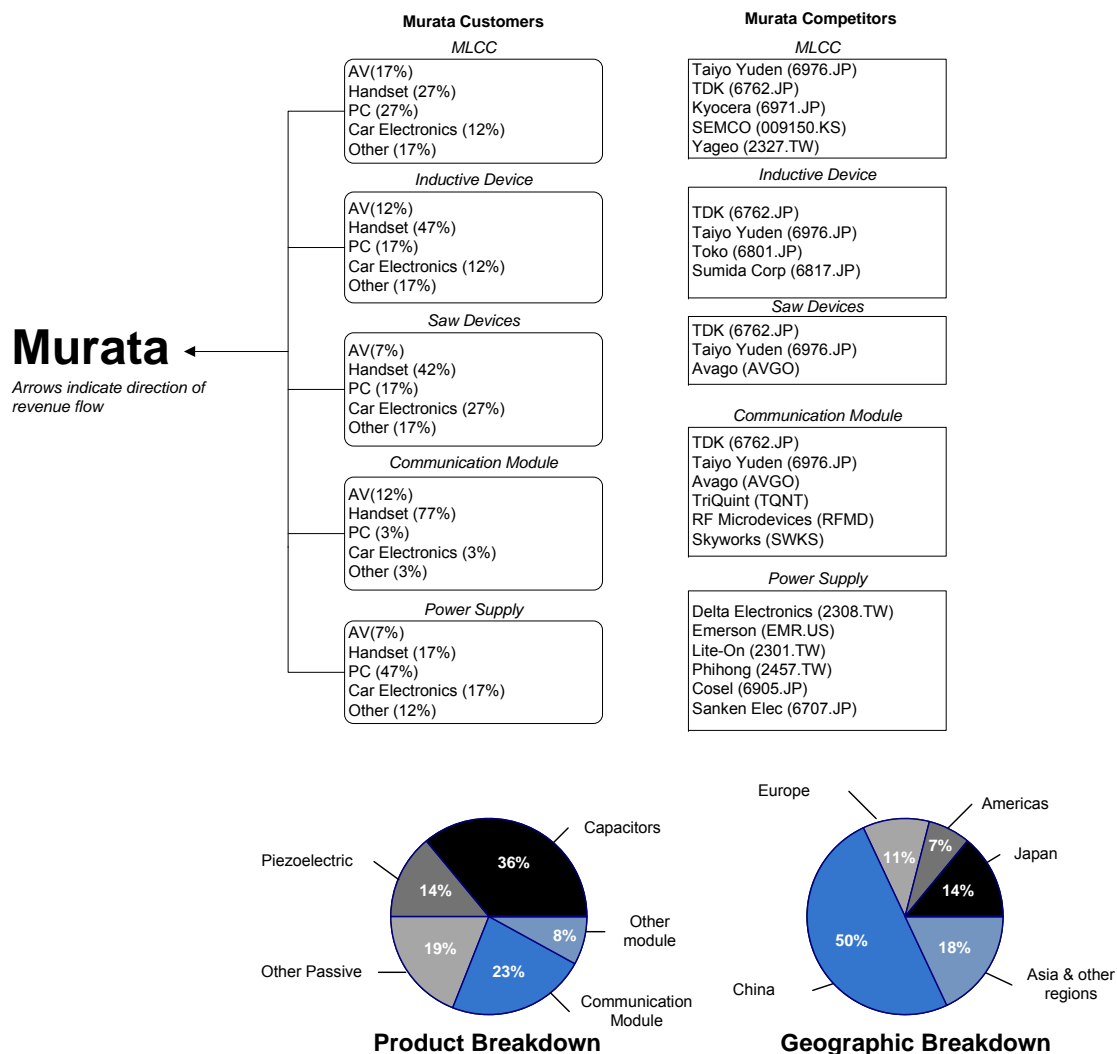 Murata Customers
MLCC
AV(17%)
Handset (27%)
PC (27%)
Car Electronics (12%)
Other (17%)
Inductive Device
AV(12%)
Handset (47%)
PC (17%)
Car Electronics (12%)
Other (17%)
Saw Devices
AV(7%)
Handset (42%)
PC (17%)
Car Electronics (27%)
Other (17%)
Communication Module
AV(12%)
Handset (77%)
PC (3%)
Car Electronics (3%)
Other (3%)
Power Supply
AV(7%)
Handset (17%)
PC (47%)
Car Electronics (17%)
Other (12%)
Murata
Arrows indicate direction of
revenue flow
Murata Competitors
MLCC
Taiyo Yuden (6976.JP)
TDK (6762.JP)
Kyocera (6971.JP)
SEMCO (009150.KS)
Yageo (2327.TW)
Inductive Device
TDK (6762.JP)
Taiyo Yuden (6976.JP)
Toko (6801.JP)
Sumida Corp (6817.JP)
Saw Devices
TDK (6762.JP)
Taiyo Yuden (6976.JP)
Avago (AVGO)
Communication Module
TDK (6762.JP)
Taiyo Yuden (6976.JP)
Avago (AVGO)
TriQuint (TQNT)
RF Microdevices (RFMD)
Skyworks (SWKS)
Power Supply
Delta Electronics (2308.TW)
Emerson (EMR.US)
Lite-On (2301.TW)
Phihong (2457.TW)
Cosel (6905.JP)
Sanken Elec (6707.JP)
Capacitors
36%
Piezoelectric
14%
Other
module
8%
Other Passive
19%
23%
Communication
Module
Product Breakdown
Europe
11%
Americas
7%
Japan
14%
China
50%
18%
Asia & other
regions
Geographic Breakdown